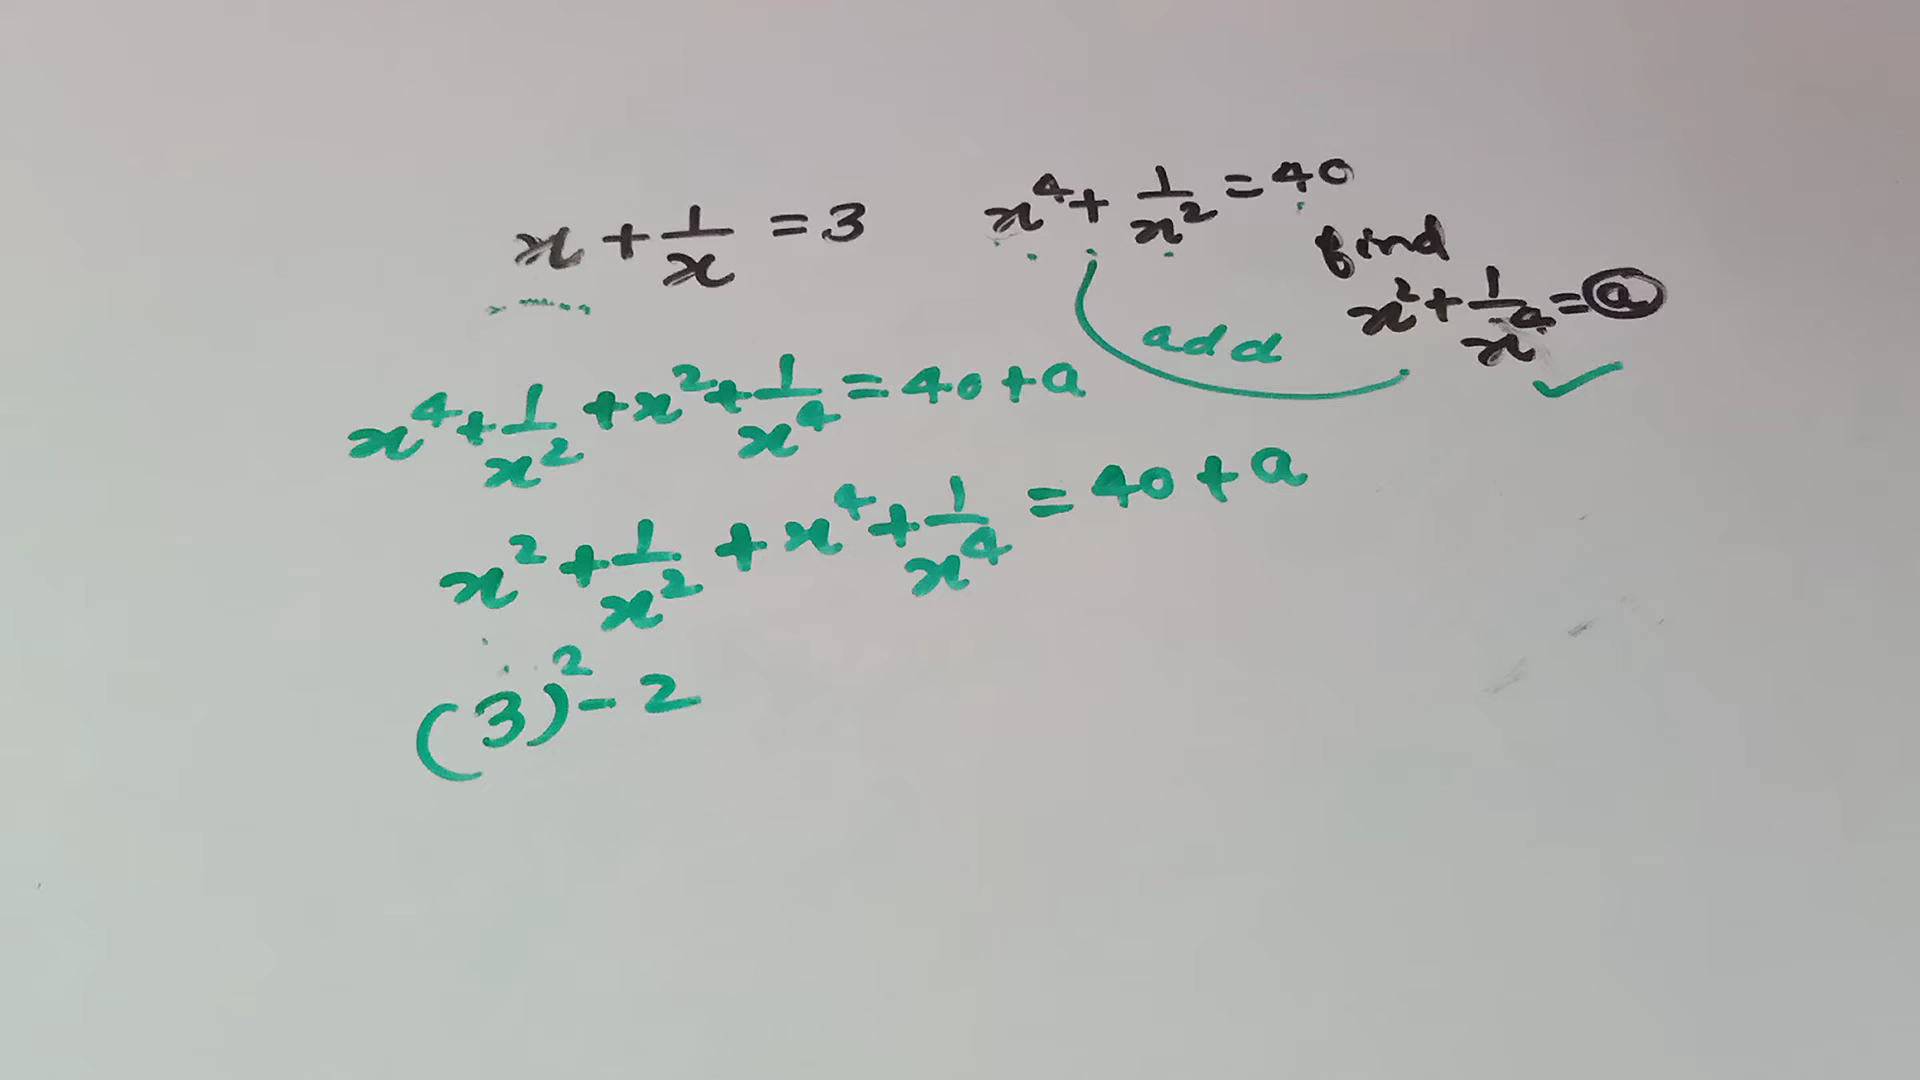 x + 1/x = 3
x⁴ + 1/x² = 40
find
x² + 1/x⁴ = a
add
x⁴ + 1/x² + x² + 1/x⁴ = 40 + a
x² + 1/x² + x⁴ + 1/x⁴ = 40 + a
(3)² - 2